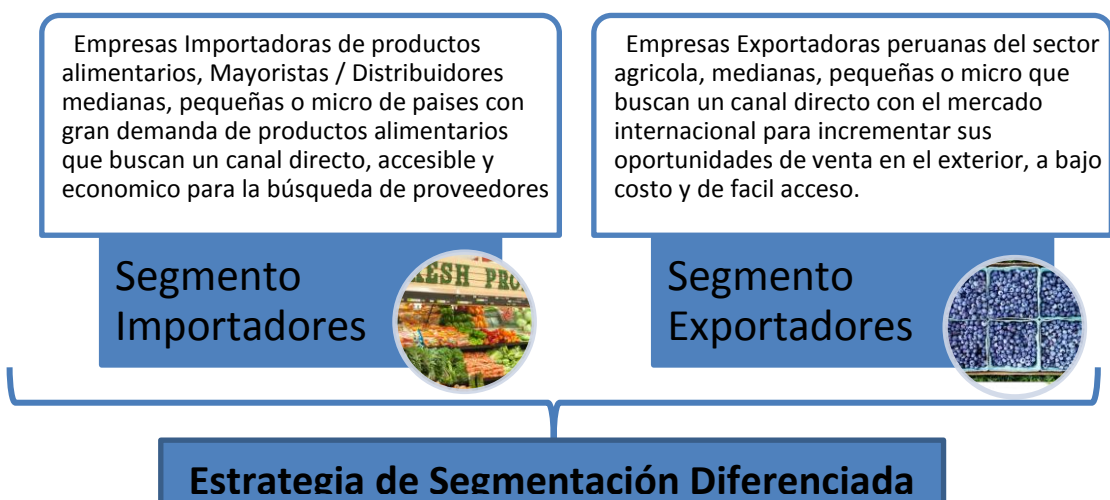 Empresas Importadoras de productos
alimentarios, Mayoristas / Distribuidores
medianas, pequeñas o micro de paises con
gran demanda de productos alimentarios
que buscan un canal directo, accesible y
economico para la búsqueda de proveedores
Segmento
Importadores
RESH PRO
Empresas Exportadoras peruanas del sector
agricola, medianas, pequeñas o micro que
buscan un canal directo con el mercado
internacional para incrementar sus
oportunidades de venta en el exterior, a bajo
costo y de facil acceso.
Segmento
Exportadores
Estrategia de Segmentación Diferenciada